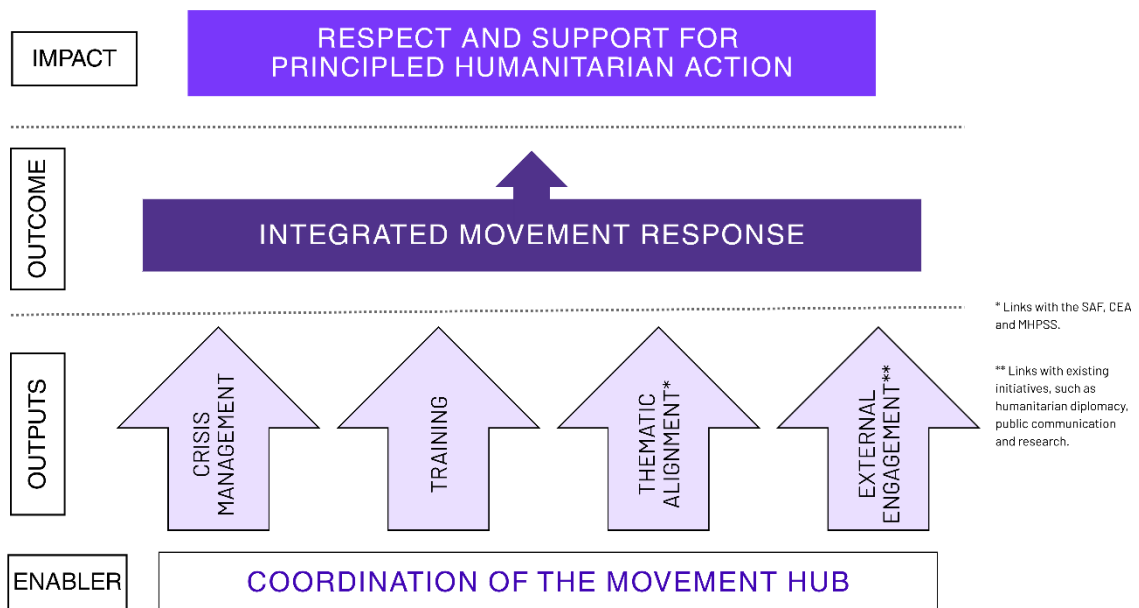 IMPACT
RESPECT AND SUPPORT FOR
PRINCIPLED HUMANITARIAN ACTION
OUTCOME
INTEGRATED MOVEMENT RESPONSE
OUTPUTS
CRISIS
MANAGEMENT
TRAINING
THEMATIC
ALIGNMENT*
EXTERNAL
ENGAGEMENT**
* Links with the SAF, CEA
and MHPSS.
** Links with existing
initiatives, such as
humanitarian diplomacy,
public communication
and research.
ENABLER
COORDINATION OF THE MOVEMENT HUB